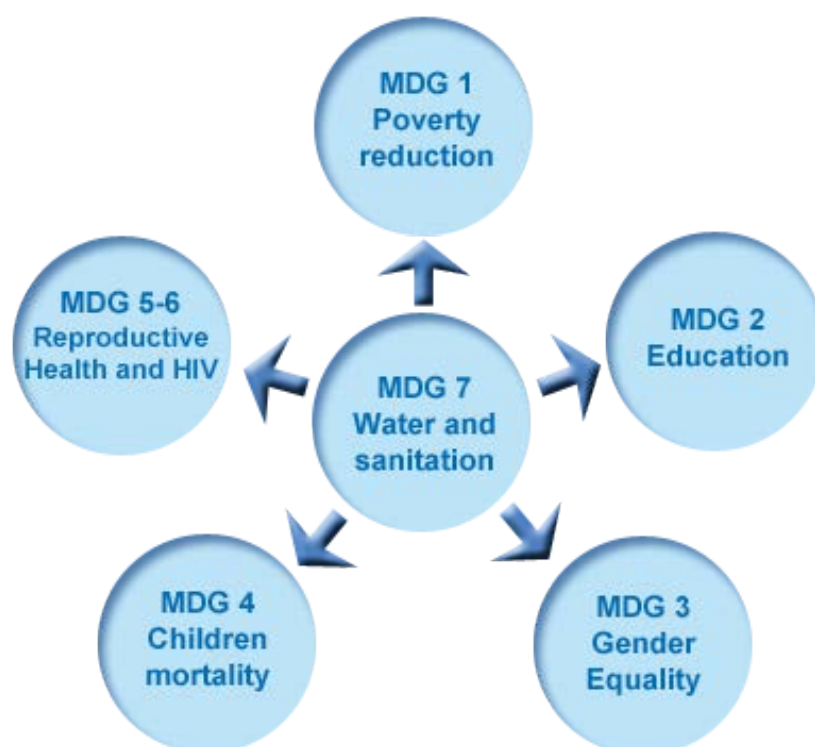 MDG 1
Poverty
reduction
MDG 5-6
Reproductive
Health and HIV
MDG 2
Education
MDG 7
Water and
sanitation
MDG 4
Children
mortality
MDG 3
Gender
Equality